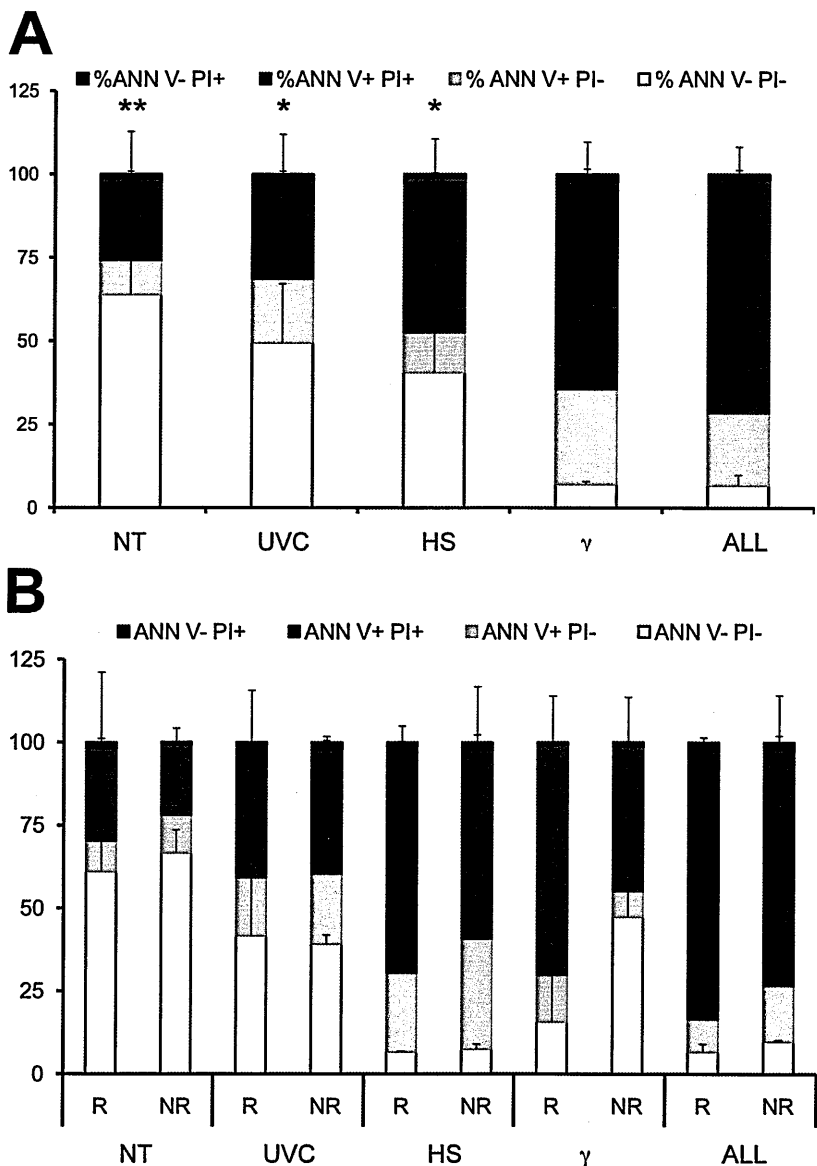 A
%ANN V- PI+ %ANN V+ PI+ % ANN V+ PI- % ANN V- PI-
125
** * *
100
75
50
25
0
NT UVC HS γ ALL
B
ANN V- PI+ ANN V+ PI+ ANN V+ PI- ANN V- PI-
125
100
75
50
25
0
R NR R NR R NR R NR R NR
NT UVC HS γ ALL